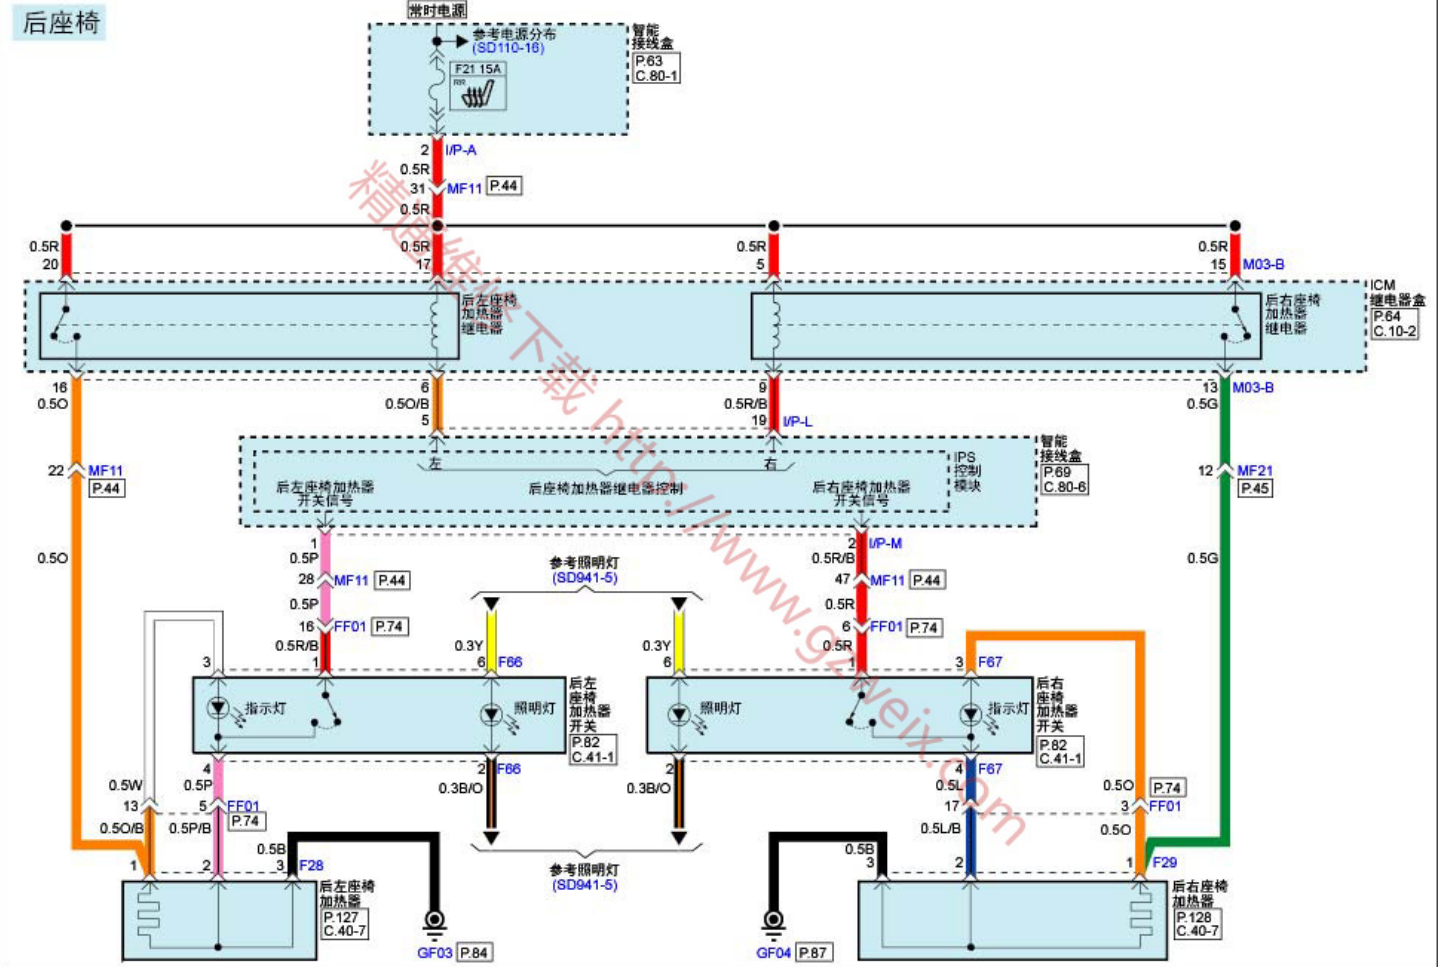 后座椅
常时电源
参考电源分布
(SD110-16)
F21 15A
RR
智能
接线盒
P.63
C.80-1
2 I/P-A
0.5R
31 MF11 P.44
0.5R
0.5R 0.5R 0.5R 0.5R
20 17 5 15 M03-B
ICM
继电器盒
P.64
C.10-2
后左座椅
加热器
继电器
后右座椅
加热器
继电器
16 6 9 13 M03-B
0.5O 0.5O/B 0.5R/B 0.5G
5 19 I/P-L
智能
接线盒
P.69
C.80-6
左 右
IPS
控制
模块
后左座椅加热器
开关信号
后座椅加热器继电器控制
后右座椅加热器
开关信号
22 MF11
P.44
12 MF21
P.45
1 2 I/P-M
0.5P 0.5R/B
0.5O 0.5G
28 MF11 P.44
47 MF11 P.44
参考照明灯
(SD941-5)
0.5P 0.5R
16 FF01 P.74
6 FF01 P.74
0.5R/B 0.3Y 0.3Y 0.5R
3 1 6 F66 6 1 3 F67
指示灯 照明灯
后左
座椅
加热器
开关
P.82
C.41-1
照明灯 指示灯
后右
座椅
加热器
开关
P.82
C.41-1
4 2 F66 2 4 F67
0.5W 0.5P 0.3B/O 0.3B/O 0.5L 0.5O P.74
13 5 FF01 17 3 FF01
P.74
0.5O/B 0.5P/B 0.5L/B 0.5O
0.5B 0.5B
1 2 3 F28 3 2 1 F29
参考照明灯
(SD941-5)
后左座椅
加热器
P.127
C.40-7
后右座椅
加热器
P.128
C.40-7
GF03 P.84
GF04 P.87
精通维修下载 http://www.gzweix.com